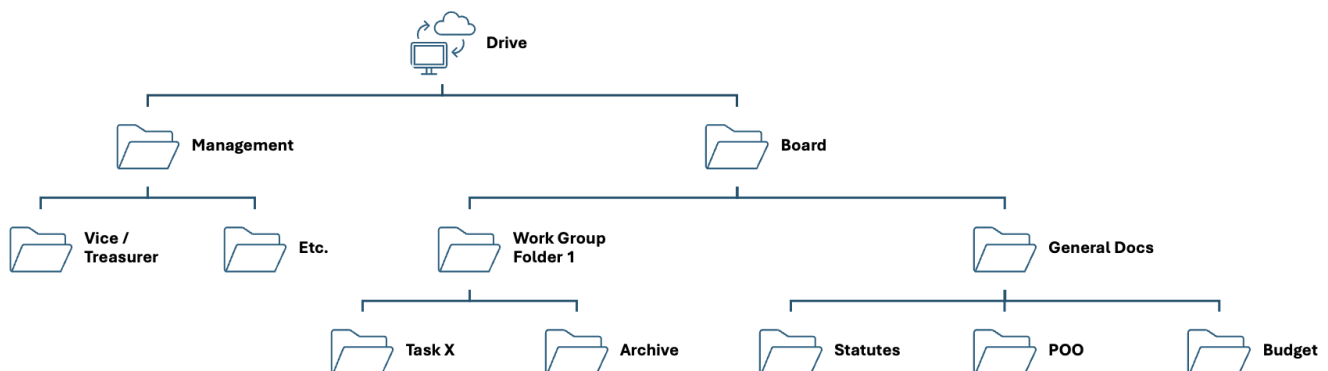 Drive
Management
Board
Vice /
Treasurer
Etc.
Work Group
Folder 1
General Docs
Task X
Archive
Statutes
POO
Budget